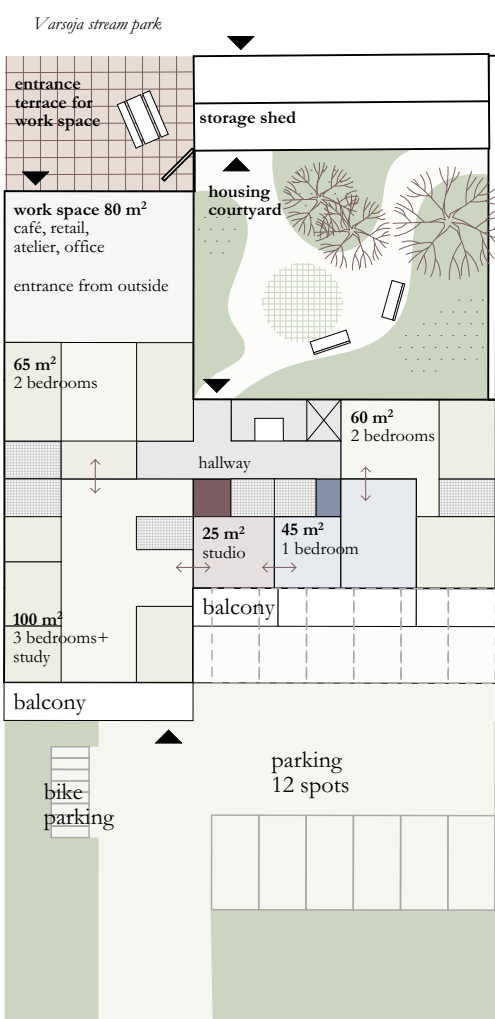 Varsoja stream park
entrance
terrace for
work space
storage shed
housing
courtyard
work space 80 m²
café, retail,
atelier, office
entrance from outside
65 m²
2 bedrooms
60 m²
2 bedrooms
hallway
25 m²
studio
45 m²
1 bedroom
balcony
100 m²
3 bedrooms+
study
balcony
parking
12 spots
bike
parking